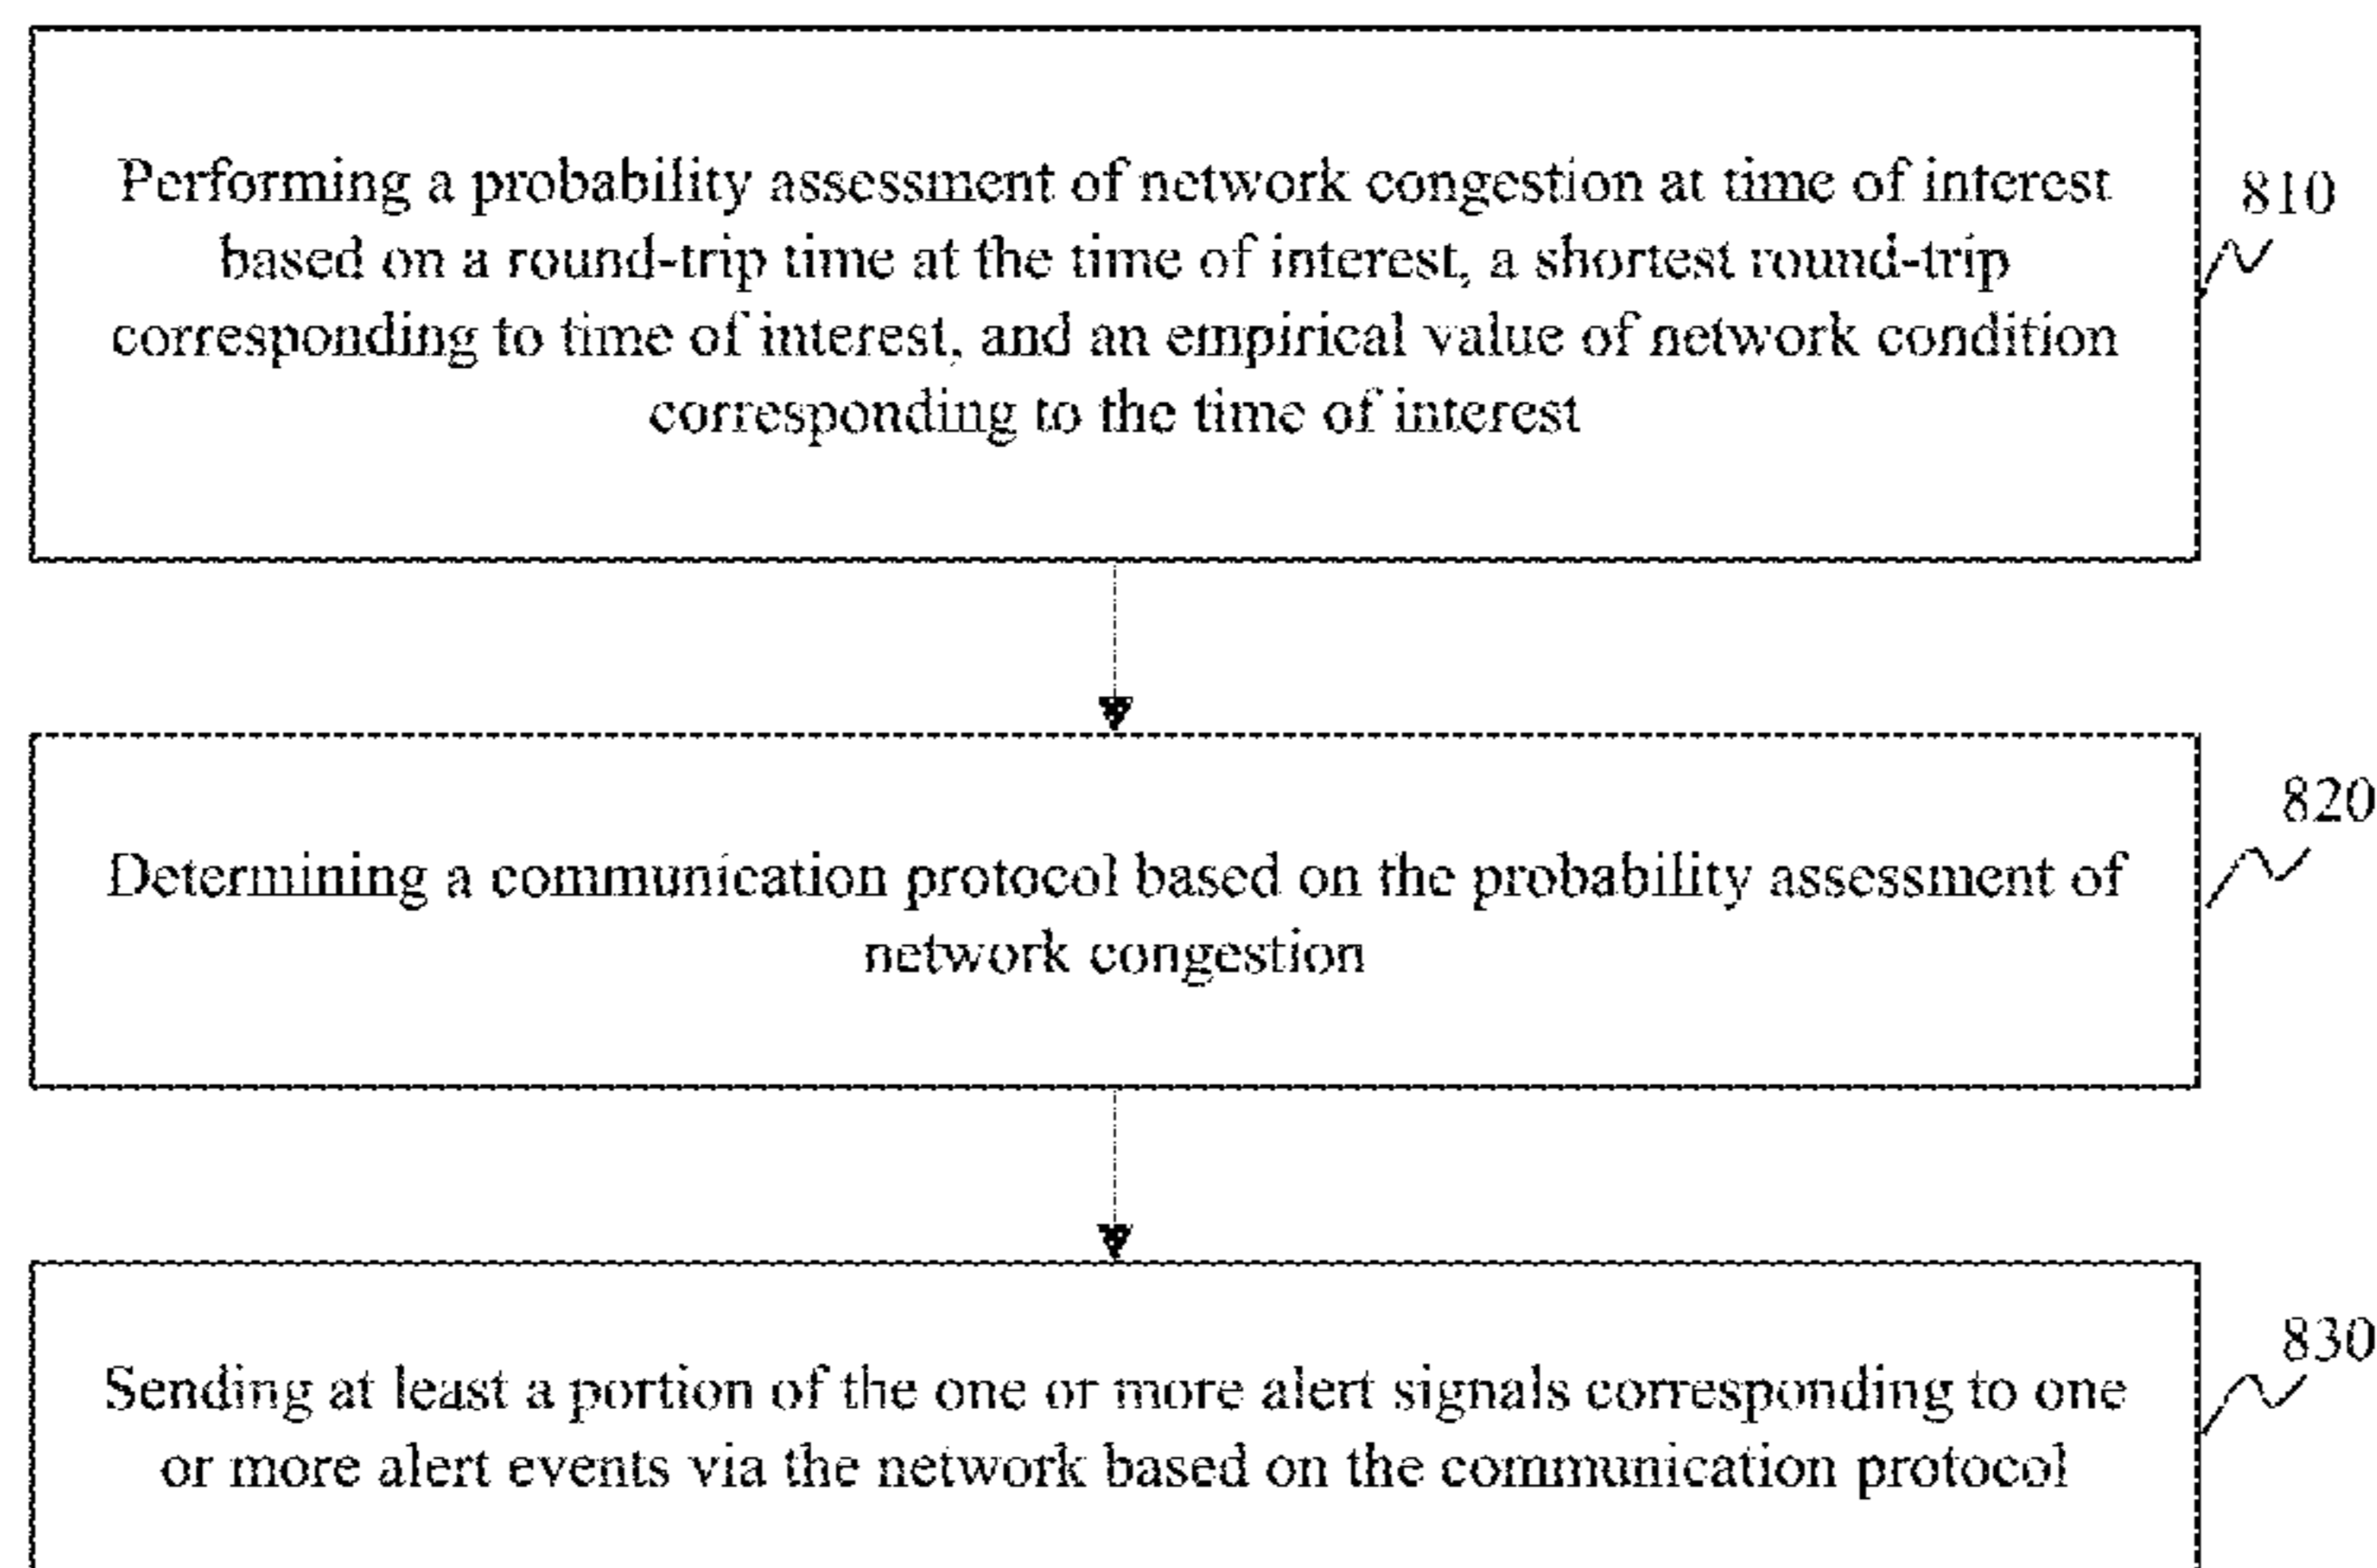 Performing a probability assessment of network congestion at time of interest
based on a round-trip time at the time of interest, a shortest round-trip
corresponding to time of interest, and an empirical value of network condition
corresponding to the time of interest
810
Determining a communication protocol based on the probability assessment of
network congestion
820
Sending at least a portion of the one or more alert signals corresponding to one
or more alert events via the network based on the communication protocol
830